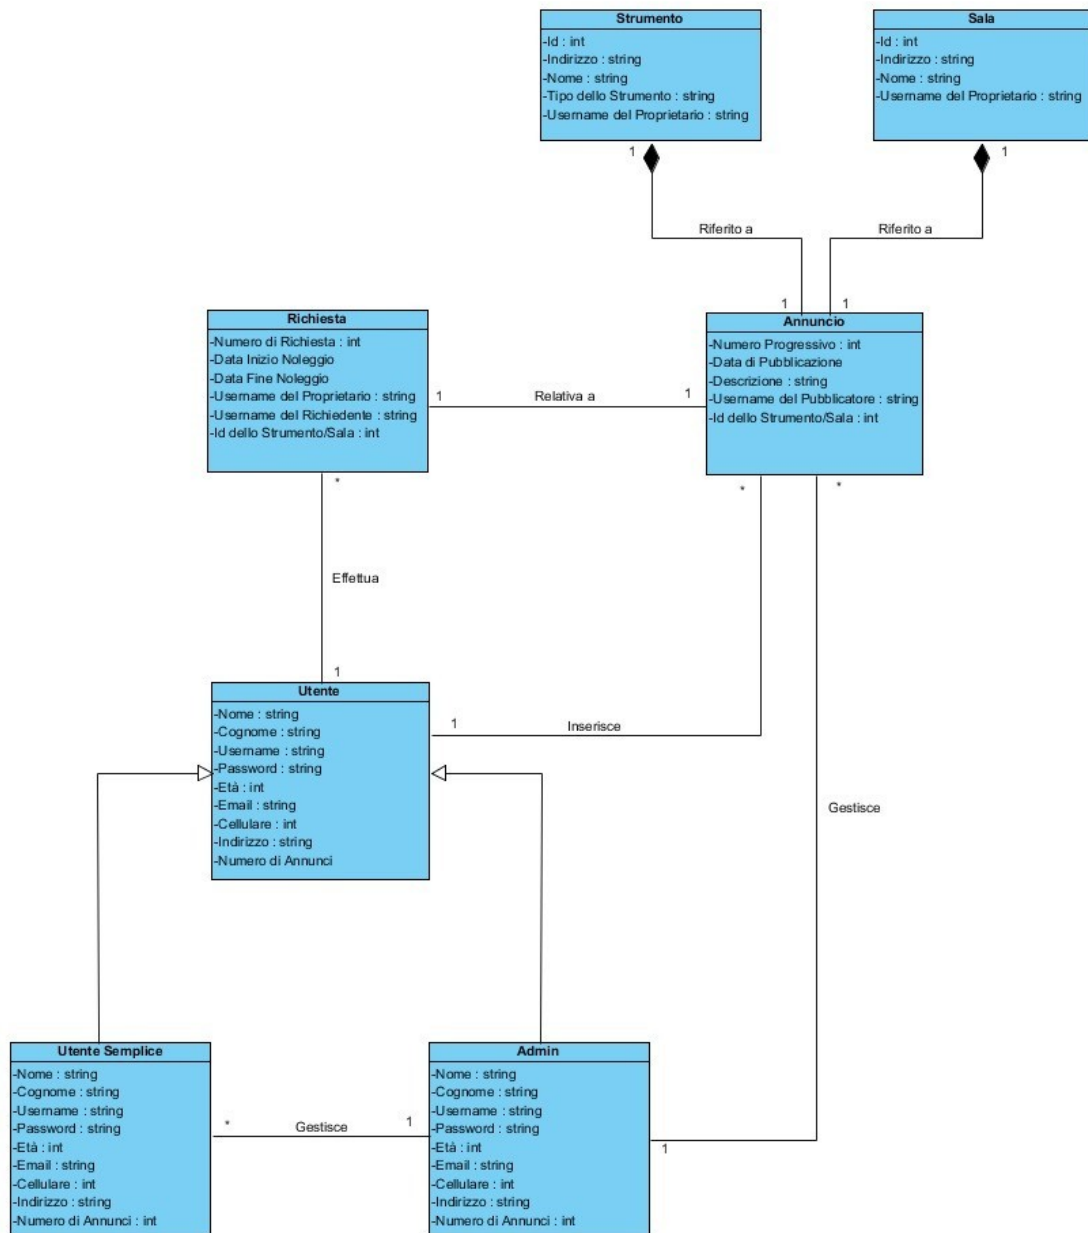 Strumento
-Id : int
-Indirizzo : string
-Nome : string
-Tipo dello Strumento : string
-Username del Proprietario : string
1
Sala
-Id : int
-Indirizzo : string
-Nome : string
-Username del Proprietario : string
1
Riferito a
Riferito a
1
1
Richiesta
-Numero di Richiesta : int
-Data Inizio Noleggio
-Data Fine Noleggio
-Username del Proprietario : string
-Username del Richiedente : string
-Id dello Strumento/Sala : int
1
Relativa a
1
Annuncio
-Numero Progressivo : int
-Data di Pubblicazione
-Descrizione : string
-Username del Pubblicatore : string
-Id dello Strumento/Sala : int
*
*
*
Effettua
1
Utente
-Nome : string
-Cognome : string
-Username : string
-Password : string
-Età : int
-Email : string
-Cellulare : int
-Indirizzo : string
-Numero di Annunci
1
Inserisce
Gestisce
Utente Semplice
-Nome : string
-Cognome : string
-Username : string
-Password : string
-Età : int
-Email : string
-Cellulare : int
-Indirizzo : string
-Numero di Annunci : int
*
Gestisce
1
Admin
-Nome : string
-Cognome : string
-Username : string
-Password : string
-Età : int
-Email : string
-Cellulare : int
-Indirizzo : string
-Numero di Annunci : int
1